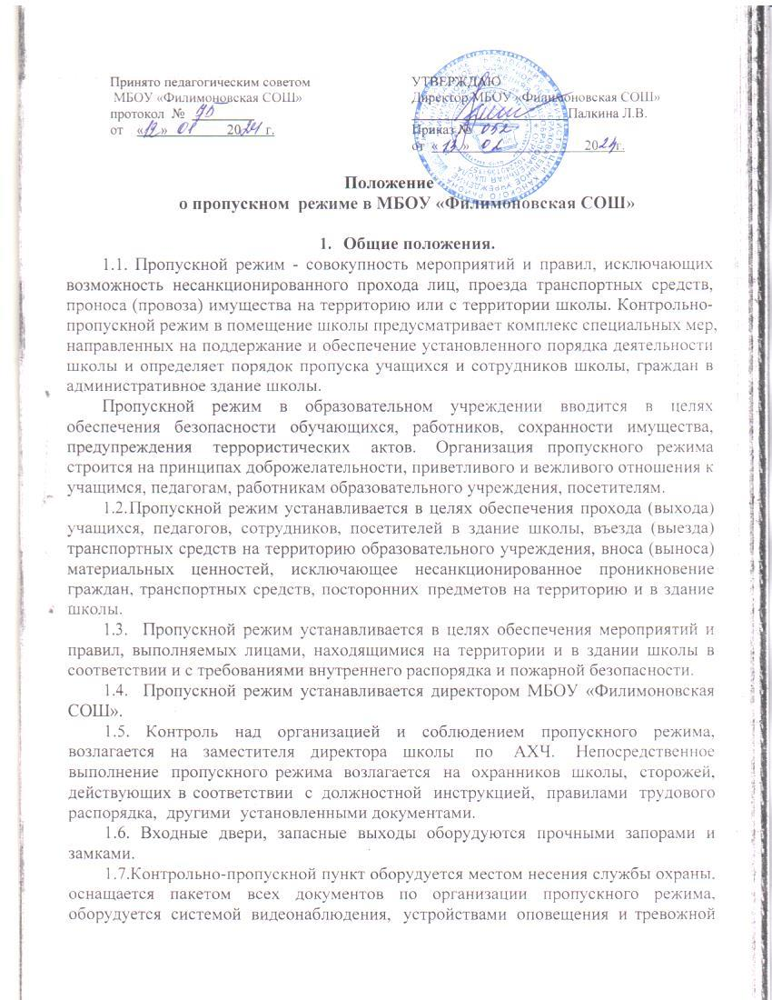 Принято педагогическим советом
МБОУ «Филимоновская СОШ»
протокол №
от «12» 01 2024 г.
УТВЕРЖДАЮ
Директор МБОУ «Филимоновская СОШ»
Палкина Л.В.
Приказ № 052
от «13» 01 2024г.
Положение
о пропускном режиме в МБОУ «Филимоновская СОШ»
1. Общие положения.
1.1. Пропускной режим - совокупность мероприятий и правил, исключающих
возможность несанкционированного прохода лиц, проезда транспортных средств,
проноса (провоза) имущества на территорию или с территории школы. Контрольно-
пропускной режим в помещение школы предусматривает комплекс специальных мер,
направленных на поддержание и обеспечение установленного порядка деятельности
школы и определяет порядок пропуска учащихся и сотрудников школы, граждан в
административное здание школы.
Пропускной режим в образовательном учреждении вводится в целях
обеспечения безопасности обучающихся, работников, сохранности имущества,
предупреждения террористических актов. Организация пропускного режима
строится на принципах доброжелательности, приветливого и вежливого отношения к
учащимся, педагогам, работникам образовательного учреждения, посетителям.
1.2.Пропускной режим устанавливается в целях обеспечения прохода (выхода)
учащихся, педагогов, сотрудников, посетителей в здание школы, въезда (выезда)
транспортных средств на территорию образовательного учреждения, вноса (выноса)
материальных ценностей, исключающее несанкционированное проникновение
граждан, транспортных средств, посторонних предметов на территорию и в здание
школы.
1.3. Пропускной режим устанавливается в целях обеспечения мероприятий и
правил, выполняемых лицами, находящимися на территории и в здании школы в
соответствии и с требованиями внутреннего распорядка и пожарной безопасности.
1.4. Пропускной режим устанавливается директором МБОУ «Филимоновская
СОШ».
1.5. Контроль над организацией и соблюдением пропускного режима,
возлагается на заместителя директора школы по АХЧ. Непосредственное
выполнение пропускного режима возлагается на охранников школы, сторожей,
действующих в соответствии с должностной инструкцией, правилами трудового
распорядка, другими установленными документами.
1.6. Входные двери, запасные выходы оборудуются прочными запорами и
замками.
1.7.Контрольно-пропускной пункт оборудуется местом несения службы охраны.
оснащается пакетом всех документов по организации пропускного режима,
оборудуется системой видеонаблюдения, устройствами оповещения и тревожной